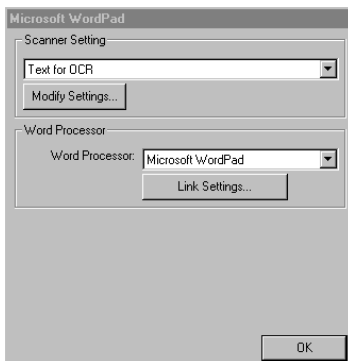 Microsoft WordPad
Scanner Setting
Text for OCR
Modify Settings...
Word Processor
Word Processor: Microsoft WordPad
Link Settings...
OK